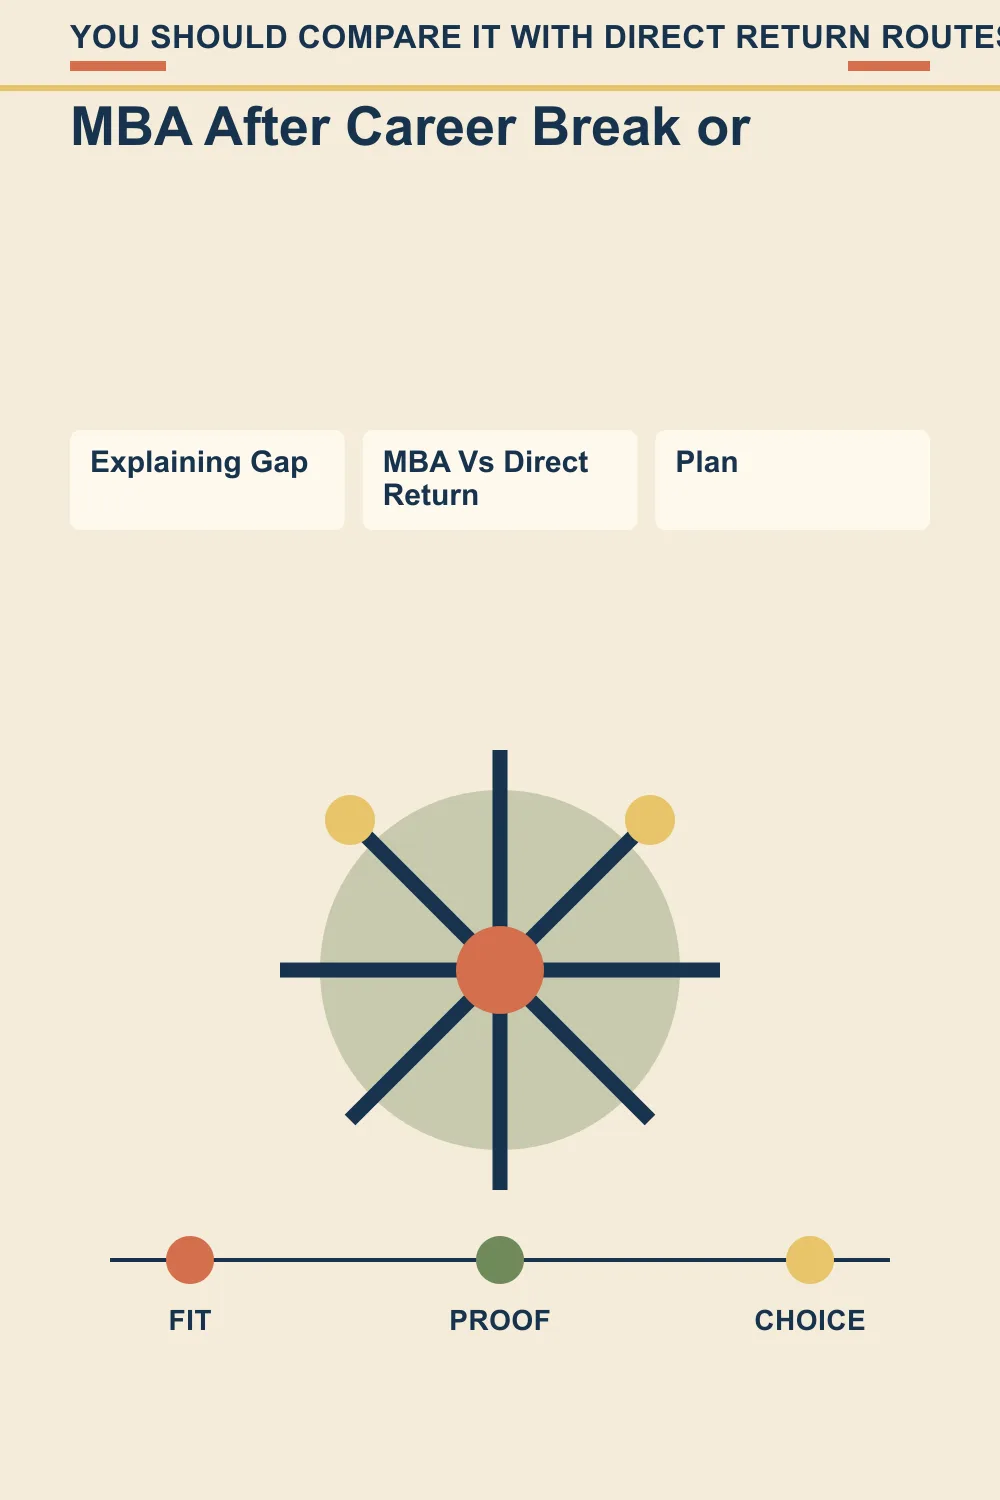 YOU SHOULD COMPARE IT WITH DIRECT RETURN ROUTES
MBA After Career Break or
Explaining Gap
MBA Vs Direct
Return
Plan
FIT
PROOF
CHOICE